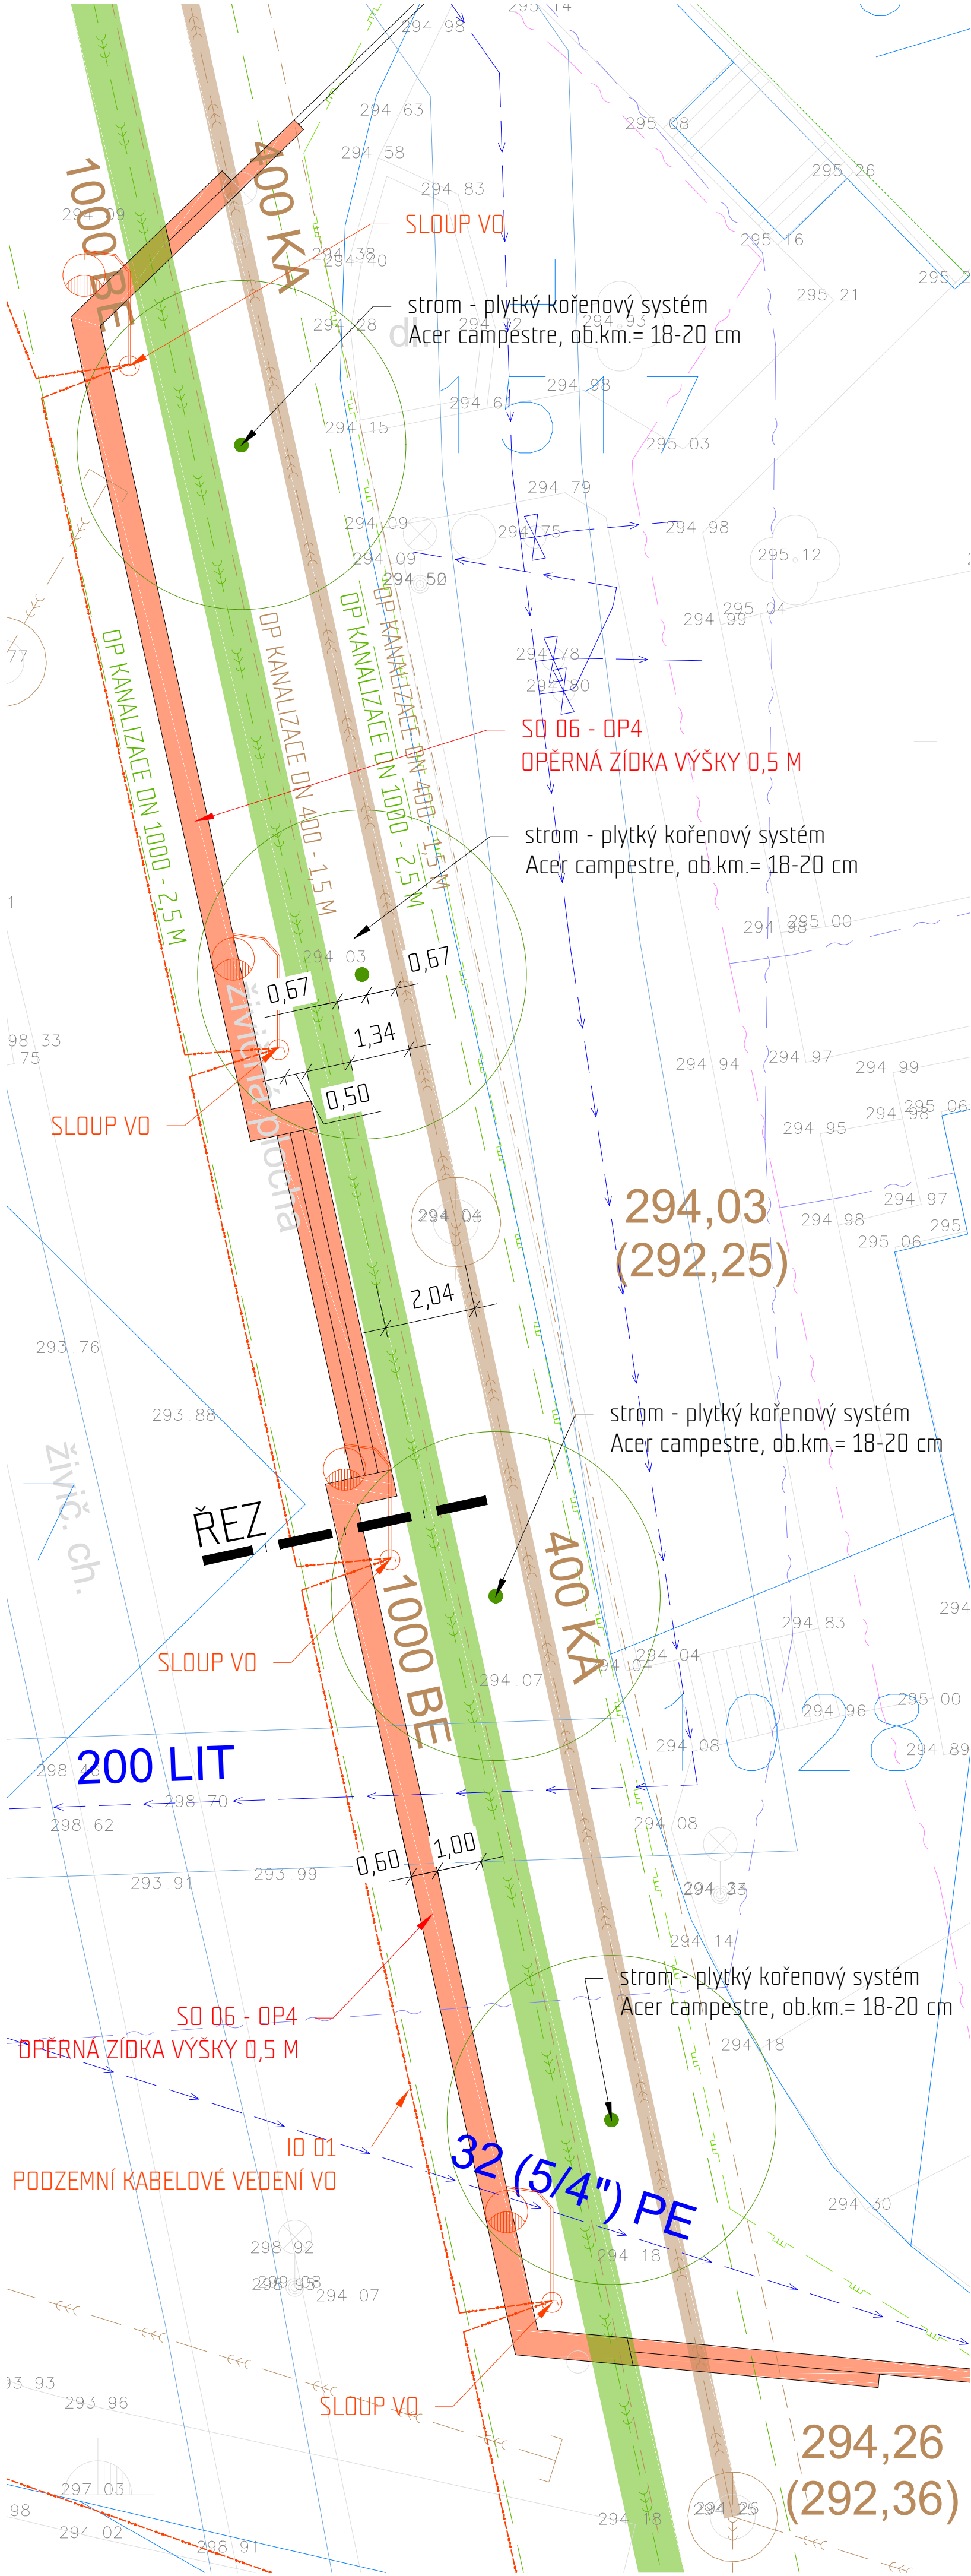 295 14
294 98
294 63
295 08
294 58
295 26
400 KA
1000 BE
294 83
294 09
SLOUP VO
295 16
294 38
294 40
295 21
strom - plytký kořenový systém
Acer campestre, ob.km.= 18-20 cm
294 28
294 93
294 98
294 61
1517
294 15
295 03
294 79
294 09
294 75
294 98
294 09
295 12
295 04
294 99
77
294 78
294 80
OP KANALIZACE DN 1000 - 2,5 M
OP KANALIZACE DN 400 - 1,5 M
OP KANALIZACE DN 1000 - 2,5 M
OP KANALIZACE DN 400 - 1,5 M
SO 06 - OP4
OPĚRNÁ ZÍDKA VÝŠKY 0,5 M
strom - plytký kořenový systém
Acer campestre, ob.km.= 18-20 cm
295 00
294 98
294 03
0,67
0,67
živičná plocha
98 33
75
1,34
294 94
294 97
294 99
0,50
295 06
294 98
SLOUP VO
294 95
294 97
294,03
(292,25)
294 98
295 06
295
2,04
293 76
293 88
strom - plytký kořenový systém
Acer campestre, ob.km.= 18-20 cm
živič. ch.
ŘEZ
400 KA
1000 BE
294 83
294
294 04
294 04
SLOUP VO
294 07
295 00
294 96
1028
294 08
294 89
200 LIT
298 70
298 62
294 08
0,60
1,00
293 99
293 91
294 14
strom - plytký kořenový systém
Acer campestre, ob.km.= 18-20 cm
SO 06 - OP4
OPĚRNÁ ZÍDKA VÝŠKY 0,5 M
294 18
IO 01
PODZEMNÍ KABELOVÉ VEDENÍ VO
32 (5/4") PE
294 30
298 92
294 18
294 07
93 93
293 96
SLOUP VO
294,26
(292,36)
297 03
98
294 02
298 91
294 18